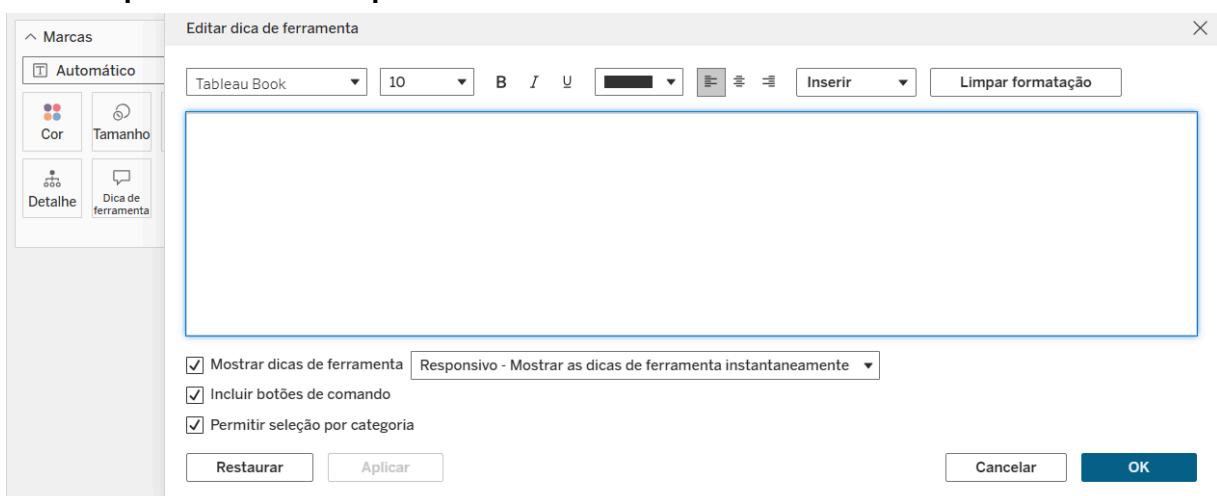 Marcas
Editar dica de ferramenta
Automático
Tableau Book 10 B I U Inserir Limpar formatação
Cor Tamanho
Detalhe Dica de ferramenta
Mostrar dicas de ferramenta Responsivo - Mostrar as dicas de ferramenta instantaneamente
Incluir botões de comando
Permitir seleção por categoria
Restaurar Aplicar Cancelar OK